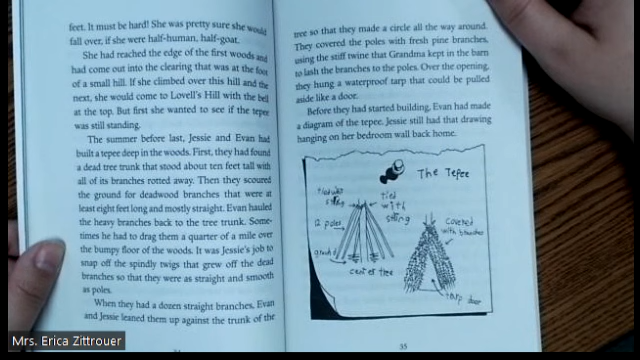 feet. It must be hard! She was pretty sure she would
fall over, if she were half-human, half-goat.
She had reached the edge of the first woods and
had come out into the clearing that was at the foot
of a small hill. If she climbed over this hill and the
next, she would come to Lovell's Hill with the bell
at the top. But first she wanted to see if the tepee
was still standing.
The summer before last, Jessie and Evan had
built a tepee deep in the woods. First, they had found
a dead tree trunk that stood about ten feet tall with
all of its branches rotted away. Then they scoured
the ground for deadwood branches that were at
least eight feet long and mostly straight. Evan hauled
the heavy branches back to the tree trunk. Some-
times he had to drag them a quarter of a mile over
the bumpy floor of the woods. It was Jessie's job to
snap off the spindly twigs that grew off the dead
branches so that they were as straight and smooth
as poles.
When they had a dozen straight branches, Evan
and Jessie leaned them up against the trunk of the
tree so that they made a circle all the way around.
They covered the poles with fresh pine branches,
using the stiff twine that Grandma kept in the barn
to lash the branches to the poles. Over the opening,
they hung a waterproof tarp that could be pulled
aside like a door.
Before they had started building, Evan had made
a diagram of the tepee. Jessie still had that drawing
hanging on her bedroom wall back home.
The Tepee
tied with
string
12 poles
ground
center tree
covered
with branches
tarp door
35
Mrs. Erica Zittrouer